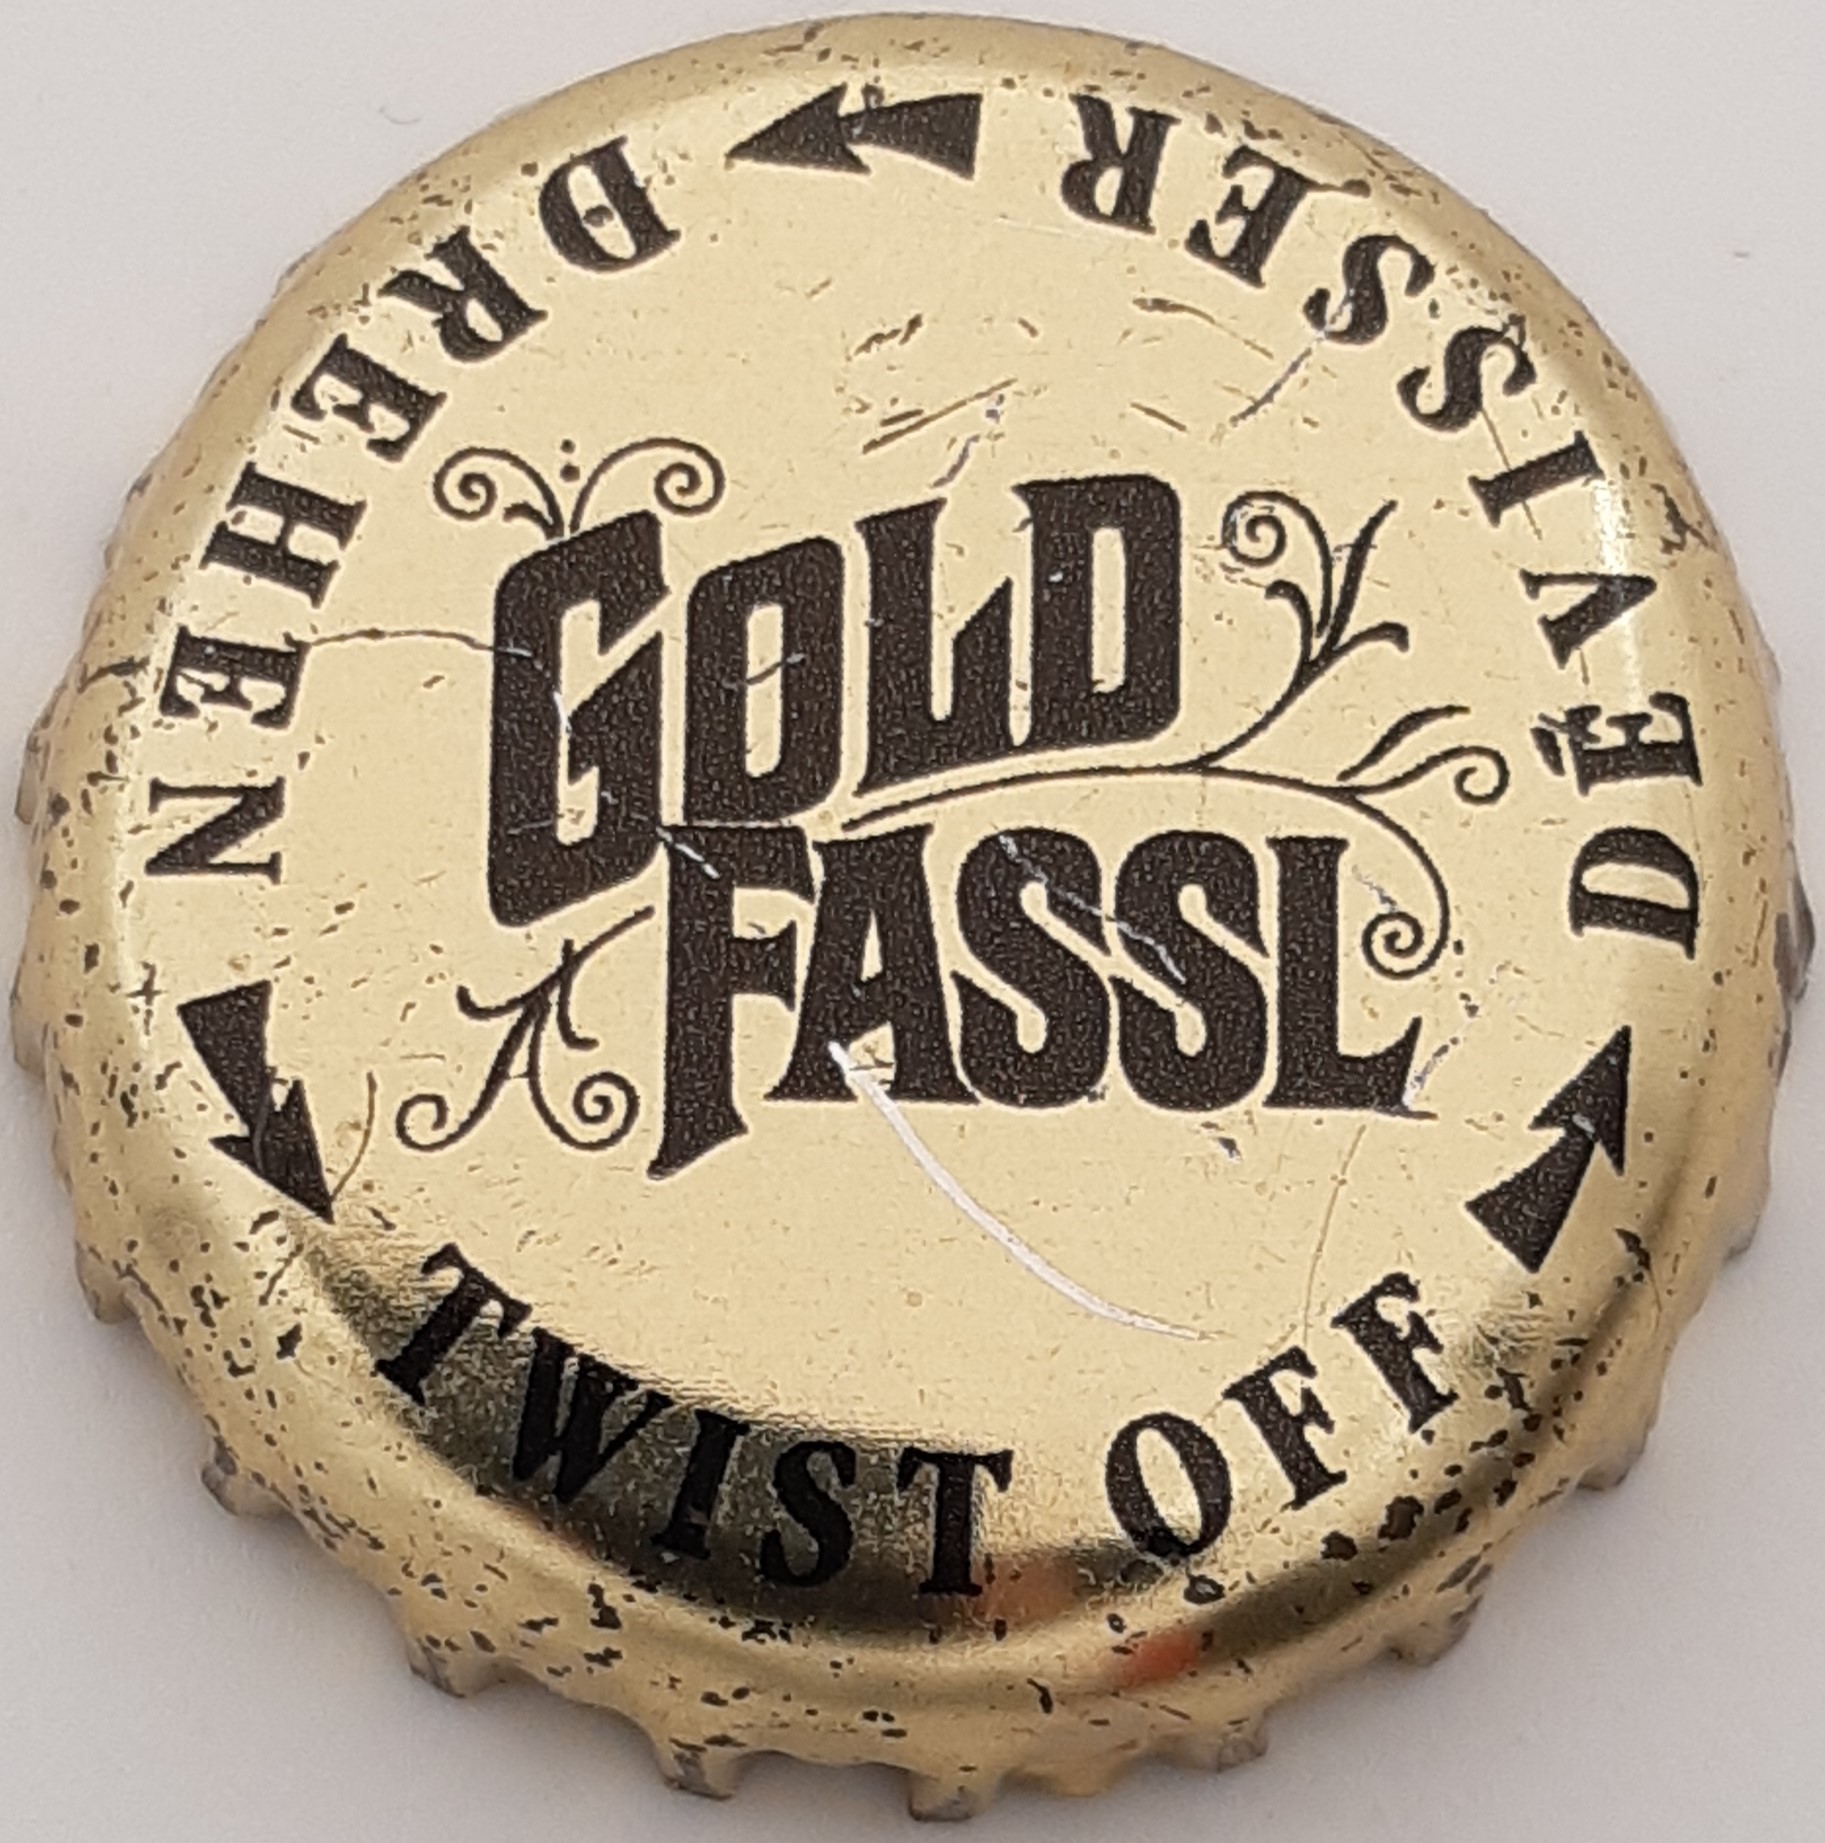 GOLD
FASSL
TWIST OFF
DÉVISSER
DREHEN